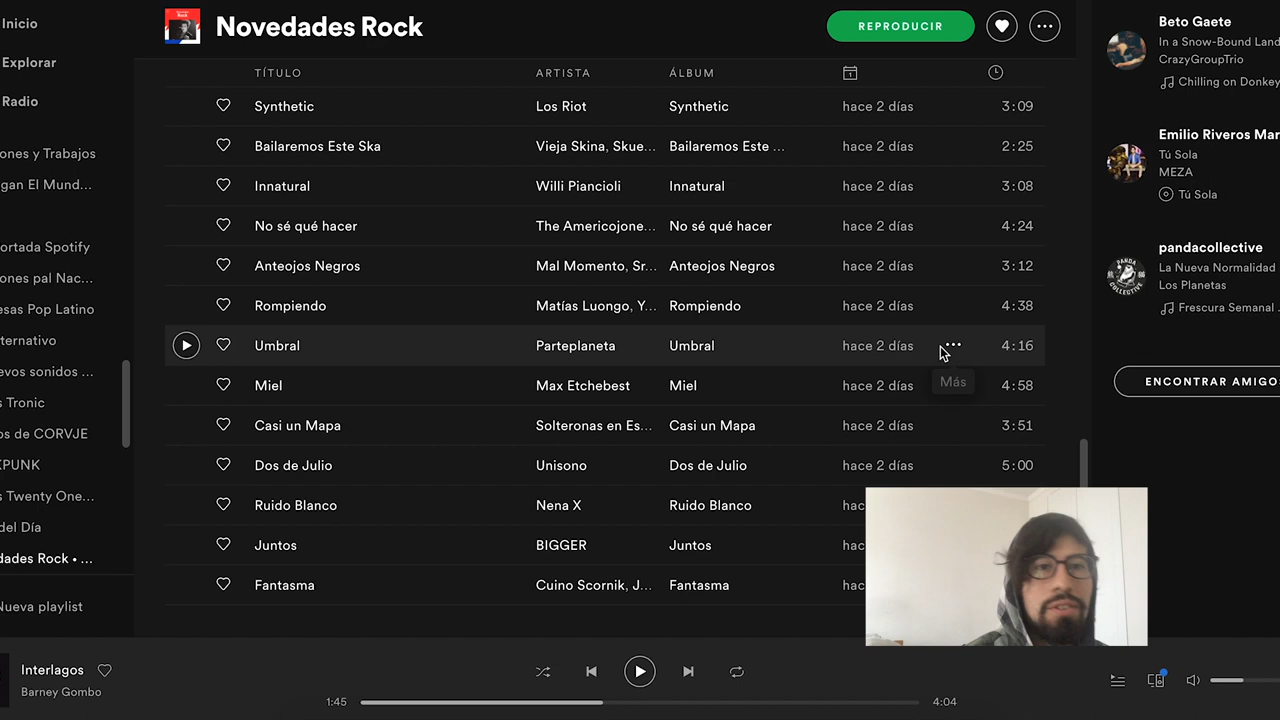 Inicio
Explorar
Radio
ones y Trabajos
gan El Mund...
ortada Spotify
ones pal Nac...
esas Pop Latino
ternativo
evos sonidos ...
s Tronic
os de CORVJE
KPUNK
s Twenty One...
del Día
dades Rock • ...
Nueva playlist
Novedades Rock
REPRODUCIR
TÍTULO ARTISTA ÁLBUM
Synthetic Los Riot Synthetic hace 2 días 3:09
Bailaremos Este Ska Vieja Skina, Skue... Bailaremos Este ... hace 2 días 2:25
Innatural Willi Piancioli Innatural hace 2 días 3:08
No sé qué hacer The Americojone... No sé qué hacer hace 2 días 4:24
Anteojos Negros Mal Momento, Sr... Anteojos Negros hace 2 días 3:12
Rompiendo Matías Luongo, Y... Rompiendo hace 2 días 4:38
Umbral Parteplaneta Umbral hace 2 días ... 4:16
Más
Miel Max Etchebest Miel hace 2 días 4:58
Casi un Mapa Solteronas en Es... Casi un Mapa hace 2 días 3:51
Dos de Julio Unisono Dos de Julio hace 2 días 5:00
Ruido Blanco Nena X Ruido Blanco hac
Juntos BIGGER Juntos hac
Fantasma Cuino Scornik, J... Fantasma hac
Beto Gaete
In a Snow-Bound Land
CrazyGroupTrio
Chilling on Donkey
Emilio Riveros Mar
Tú Sola
MEZA
Tú Sola
pandacollective
La Nueva Normalidad
Los Planetas
Frescura Semanal .
ENCONTRAR AMIGOS
Interlagos
Barney Gombo
1:45 4:04